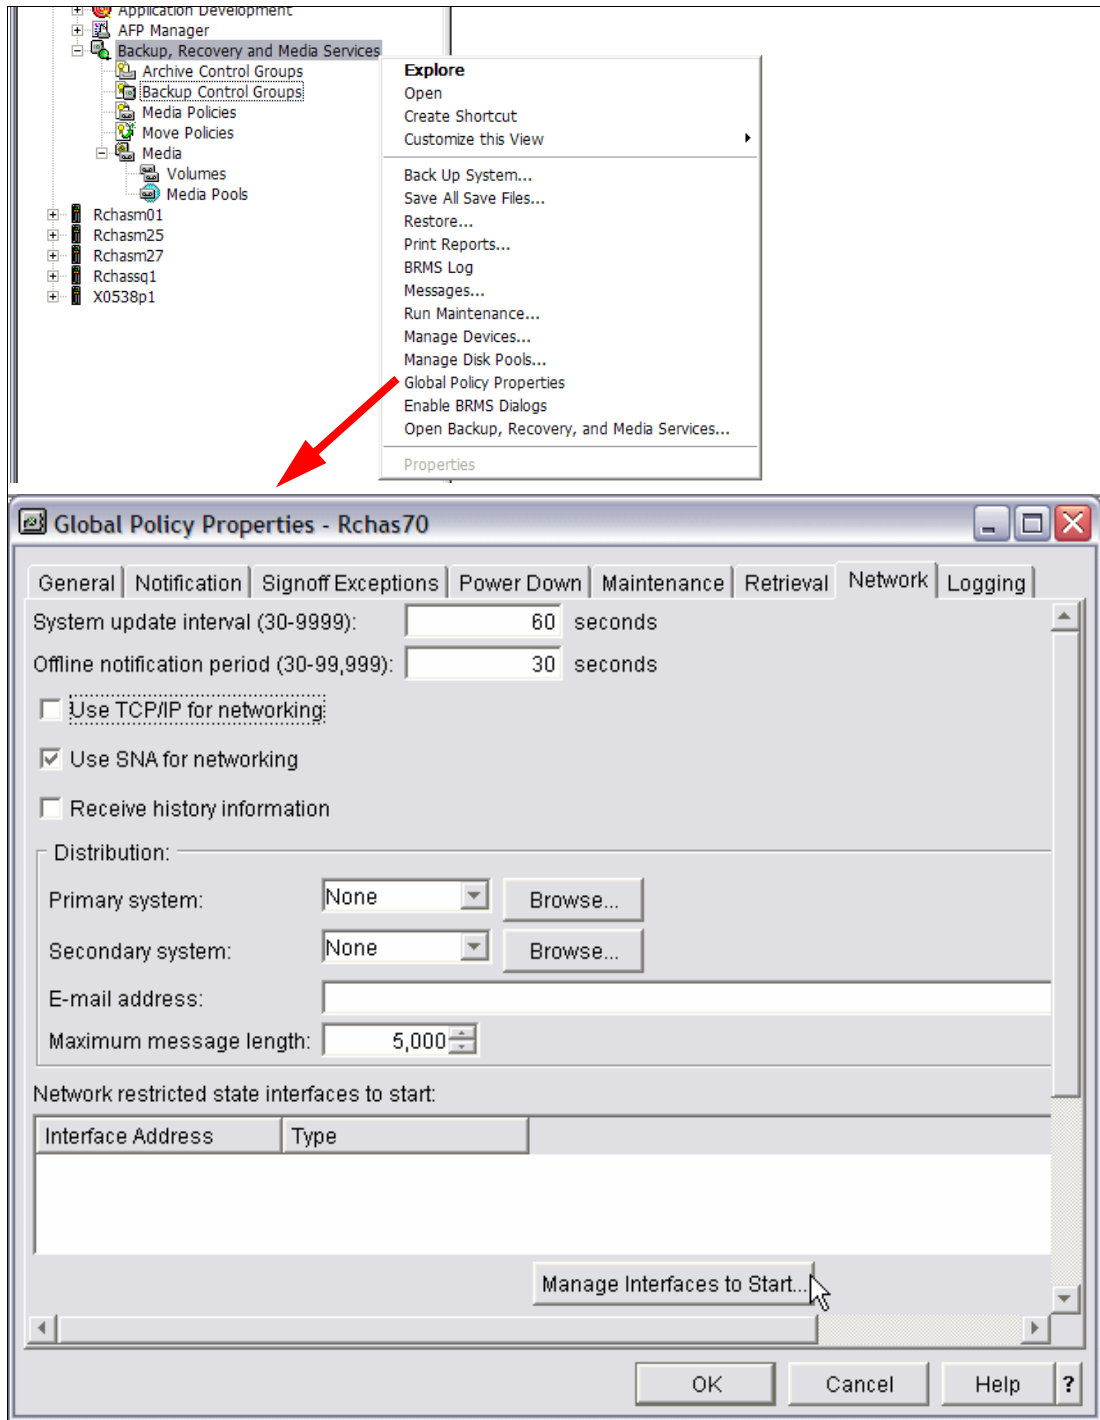 Application Development
AFP Manager
Backup, Recovery and Media Services
Archive Control Groups
Backup Control Groups
Media Policies
Move Policies
Media
Volumes
Media Pools
Rchasm01
Rchasm25
Rchasm27
Rchassq1
X0538p1
Explore
Open
Create Shortcut
Customize this View
Back Up System...
Save All Save Files...
Restore...
Print Reports...
BRMS Log
Messages...
Run Maintenance...
Manage Devices...
Manage Disk Pools...
Global Policy Properties
Enable BRMS Dialogs
Open Backup, Recovery, and Media Services...
Properties
Global Policy Properties - Rchas70
General Notification Signoff Exceptions Power Down Maintenance Retrieval Network Logging
System update interval (30-9999): 60 seconds
Offline notification period (30-99,999): 30 seconds
Use TCP/IP for networking
Use SNA for networking
Receive history information
Distribution:
Primary system: None Browse...
Secondary system: None Browse...
E-mail address:
Maximum message length: 5,000
Network restricted state interfaces to start:
Interface Address Type
Manage Interfaces to Start...
OK Cancel Help ?